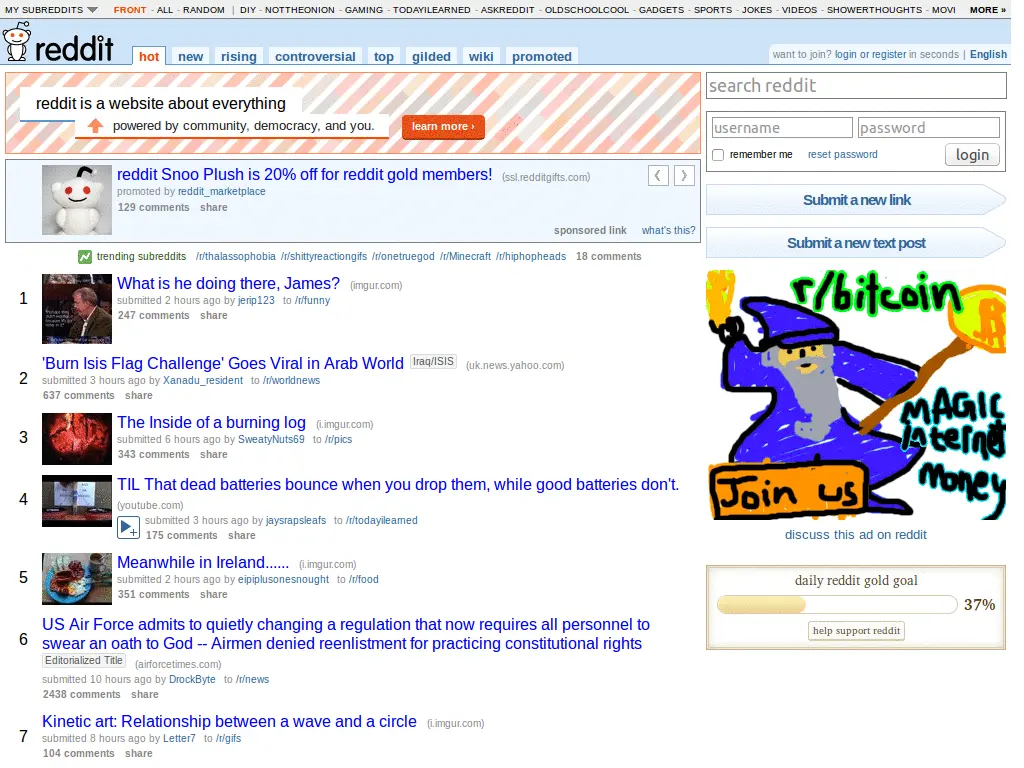 MY SUBREDDITS FRONT - ALL - RANDOM | DIY - NOTTHEONION - GAMING - TODAYILEARNED - ASKREDDIT - OLDSCHOOLCOOL - GADGETS - SPORTS - JOKES - VIDEOS - SHOWERTHOUGHTS - MOVI MORE »
reddit hot new rising controversial top gilded wiki promoted
want to join? login or register in seconds | English
reddit is a website about everything
powered by community, democracy, and you.
learn more ›
reddit Snoo Plush is 20% off for reddit gold members! (ssl.redditgifts.com)
promoted by reddit_marketplace
129 comments share
sponsored link what's this?
trending subreddits /r/thalassophobia /r/shittyreactiongifs /r/onetruegod /r/Minecraft /r/hiphopheads 18 comments
1
What is he doing there, James? (imgur.com)
submitted 2 hours ago by jerip123 to /r/funny
247 comments share
2
'Burn Isis Flag Challenge' Goes Viral in Arab World Iraq/ISIS (uk.news.yahoo.com)
submitted 3 hours ago by Xanadu_resident to /r/worldnews
637 comments share
3
The Inside of a burning log (i.imgur.com)
submitted 6 hours ago by SweatyNuts69 to /r/pics
343 comments share
4
TIL That dead batteries bounce when you drop them, while good batteries don't.
(youtube.com)
submitted 3 hours ago by jaysrapsleafs to /r/todayilearned
175 comments share
5
Meanwhile in Ireland...... (i.imgur.com)
submitted 2 hours ago by eipiplusonesnought to /r/food
351 comments share
6
US Air Force admits to quietly changing a regulation that now requires all personnel to
swear an oath to God -- Airmen denied reenlistment for practicing constitutional rights
Editorialized Title (airforcetimes.com)
submitted 10 hours ago by DrockByte to /r/news
2438 comments share
7
Kinetic art: Relationship between a wave and a circle (i.imgur.com)
submitted 8 hours ago by Letter7 to /r/gifs
104 comments share
search reddit
username password
remember me reset password login
Submit a new link
Submit a new text post
r/bitcoin
MAGIC
internet
money
Join us
discuss this ad on reddit
daily reddit gold goal
37%
help support reddit